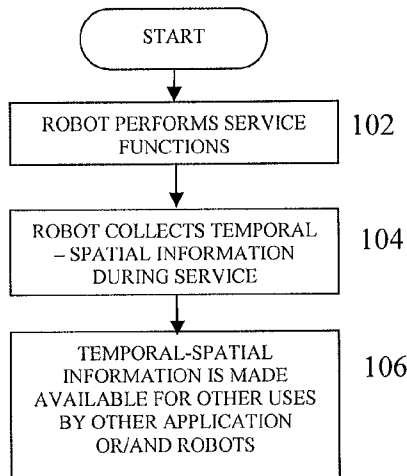 START
ROBOT PERFORMS SERVICE
FUNCTIONS
102
ROBOT COLLECTS TEMPORAL
– SPATIAL INFORMATION
DURING SERVICE
104
TEMPORAL-SPATIAL
INFORMATION IS MADE
AVAILABLE FOR OTHER USES
BY OTHER APPLICATION
OR/AND ROBOTS
106